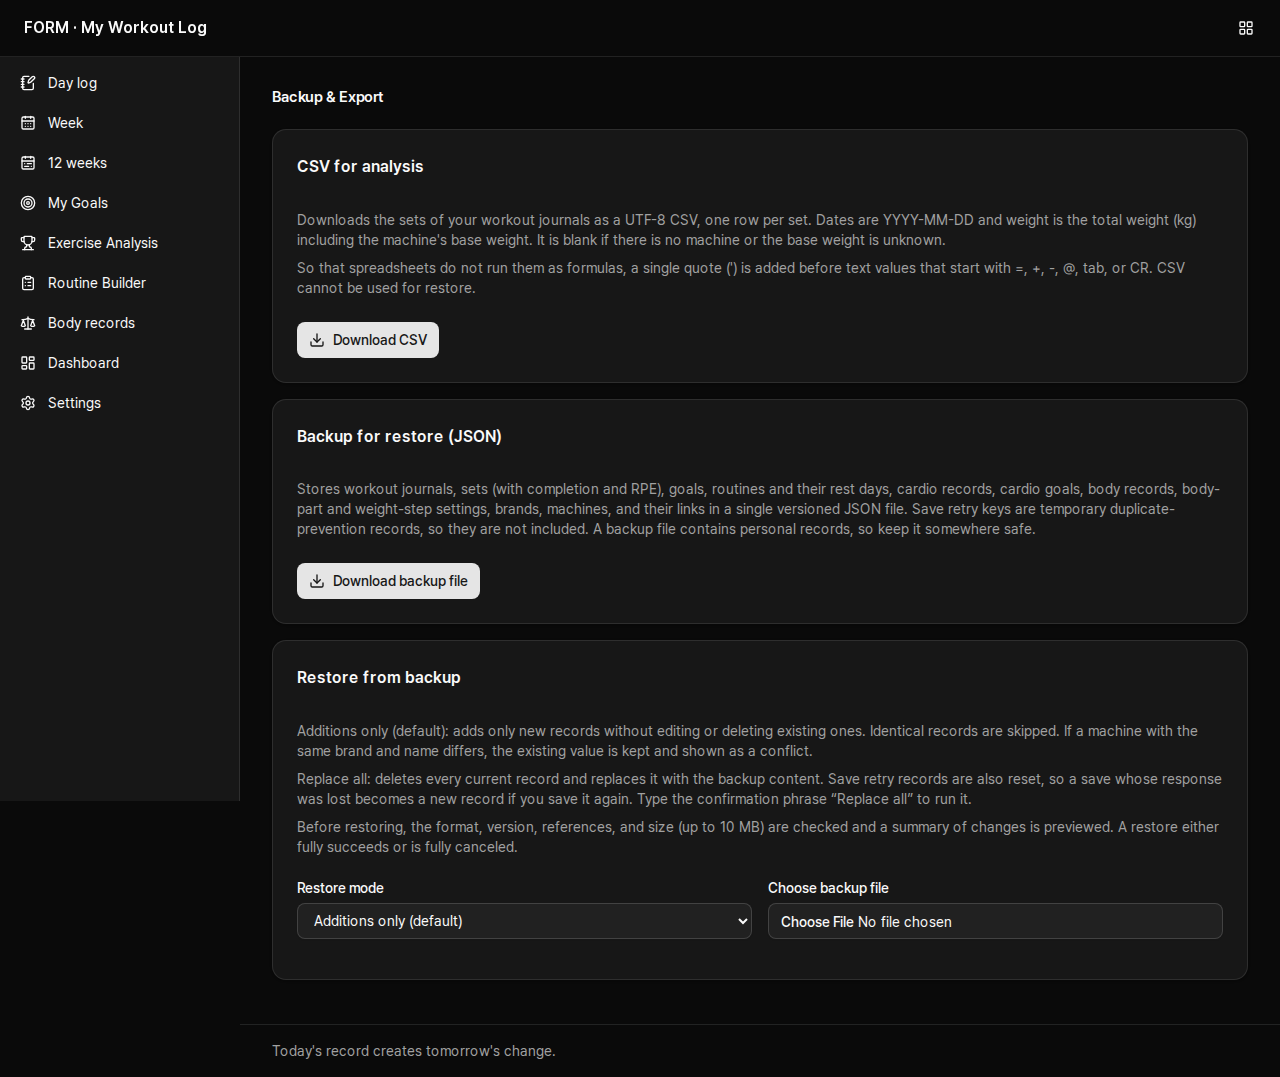 FORM · My Workout Log
Day log
Week
12 weeks
My Goals
Exercise Analysis
Routine Builder
Body records
Dashboard
Settings
Backup & Export
CSV for analysis
Downloads the sets of your workout journals as a UTF-8 CSV, one row per set. Dates are YYYY-MM-DD and weight is the total weight (kg)
including the machine's base weight. It is blank if there is no machine or the base weight is unknown.
So that spreadsheets do not run them as formulas, a single quote (') is added before text values that start with =, +, -, @, tab, or CR. CSV
cannot be used for restore.
Download CSV
Backup for restore (JSON)
Stores workout journals, sets (with completion and RPE), goals, routines and their rest days, cardio records, cardio goals, body records, body-
part and weight-step settings, brands, machines, and their links in a single versioned JSON file. Save retry keys are temporary duplicate-
prevention records, so they are not included. A backup file contains personal records, so keep it somewhere safe.
Download backup file
Restore from backup
Additions only (default): adds only new records without editing or deleting existing ones. Identical records are skipped. If a machine with the
same brand and name differs, the existing value is kept and shown as a conflict.
Replace all: deletes every current record and replaces it with the backup content. Save retry records are also reset, so a save whose response
was lost becomes a new record if you save it again. Type the confirmation phrase “Replace all” to run it.
Before restoring, the format, version, references, and size (up to 10 MB) are checked and a summary of changes is previewed. A restore either
fully succeeds or is fully canceled.
Restore mode
Additions only (default)
Choose backup file
Choose File No file chosen
Today's record creates tomorrow's change.